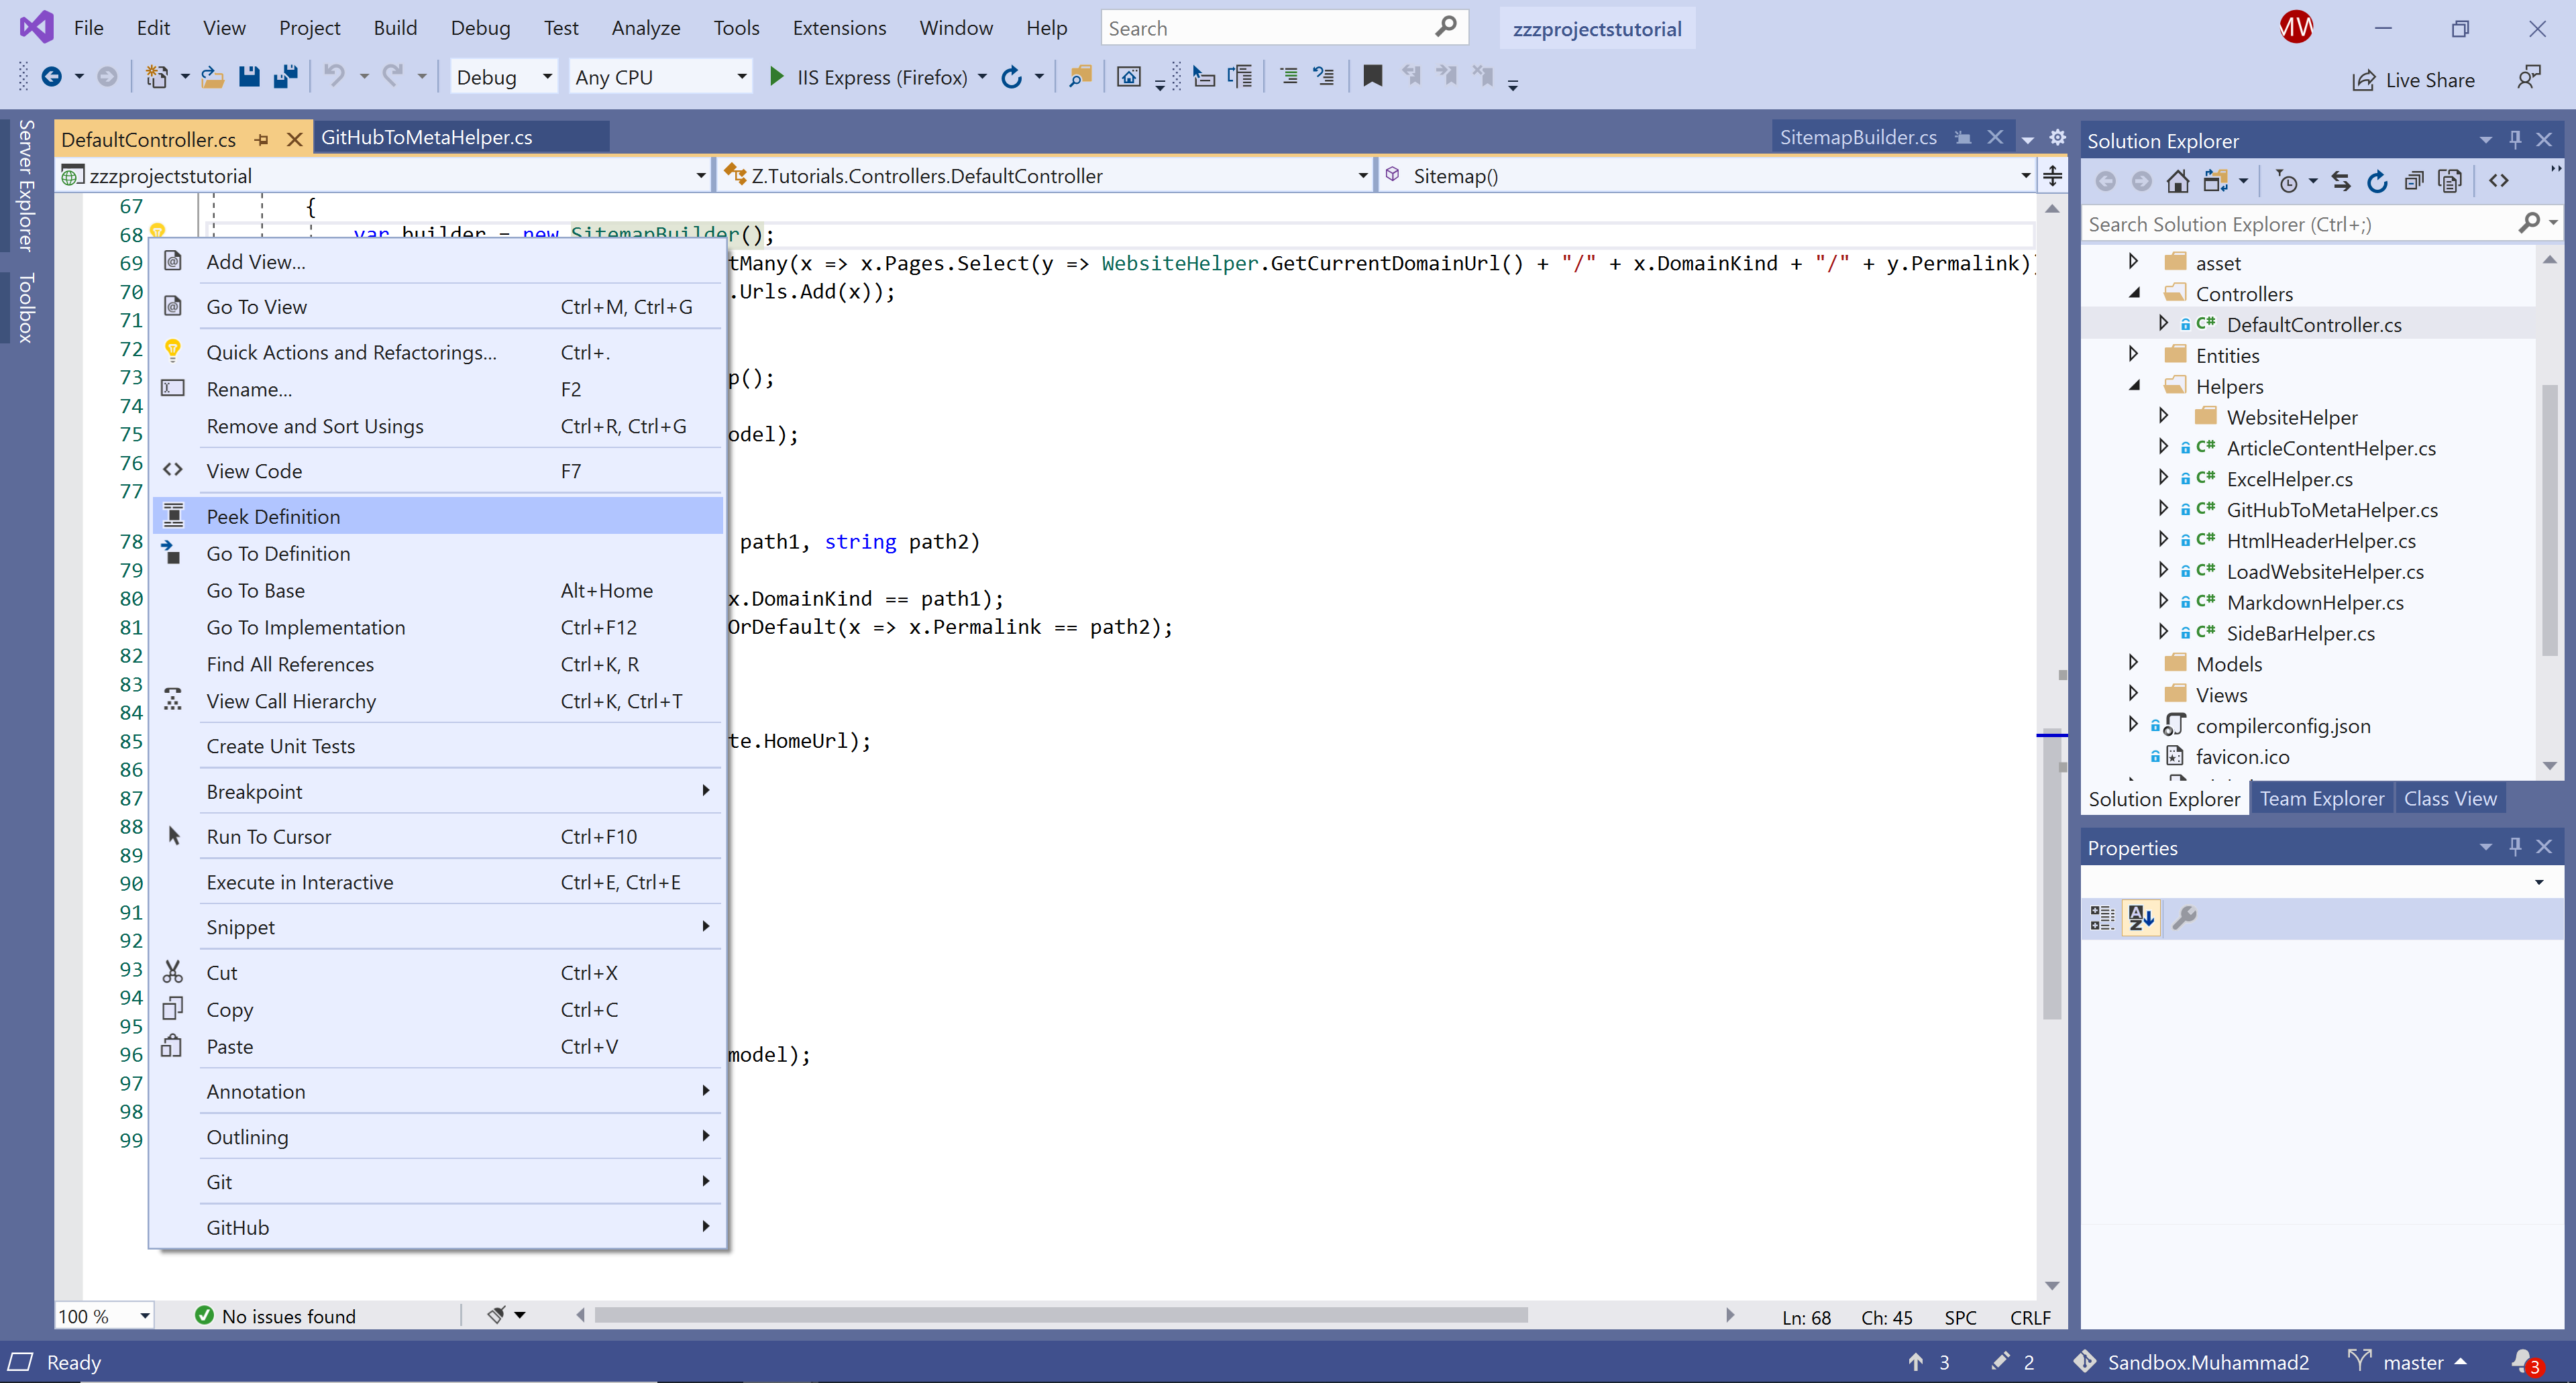 File Edit View Project Build Debug Test Analyze Tools Extensions Window Help Search zzzprojectstutorial MW
Debug Any CPU IIS Express (Firefox) Live Share
Server Explorer
Toolbox
DefaultController.cs GitHubToMetaHelper.cs SitemapBuilder.cs
zzzprojectstutorial Z.Tutorials.Controllers.DefaultController Sitemap()
67 {
68 var builder = new SitemapBuilder();
69 tMany(x => x.Pages.Select(y => WebsiteHelper.GetCurrentDomainUrl() + "/" + x.DomainKind + "/" + y.Permalink)
70 .Urls.Add(x));
71
72
73 p();
74
75 odel);
76
77
78 path1, string path2)
79
80 x.DomainKind == path1);
81 OrDefault(x => x.Permalink == path2);
82
83
84
85 te.HomeUrl);
86
87
88
89
90
91
92
93
94
95
96 model);
97
98
99
Add View...
Go To View Ctrl+M, Ctrl+G
Quick Actions and Refactorings... Ctrl+.
Rename... F2
Remove and Sort Usings Ctrl+R, Ctrl+G
View Code F7
Peek Definition
Go To Definition
Go To Base Alt+Home
Go To Implementation Ctrl+F12
Find All References Ctrl+K, R
View Call Hierarchy Ctrl+K, Ctrl+T
Create Unit Tests
Breakpoint
Run To Cursor Ctrl+F10
Execute in Interactive Ctrl+E, Ctrl+E
Snippet
Cut Ctrl+X
Copy Ctrl+C
Paste Ctrl+V
Annotation
Outlining
Git
GitHub
100 % No issues found Ln: 68 Ch: 45 SPC CRLF
Solution Explorer
Search Solution Explorer (Ctrl+;)
asset
Controllers
C# DefaultController.cs
Entities
Helpers
WebsiteHelper
C# ArticleContentHelper.cs
C# ExcelHelper.cs
C# GitHubToMetaHelper.cs
C# HtmlHeaderHelper.cs
C# LoadWebsiteHelper.cs
C# MarkdownHelper.cs
C# SideBarHelper.cs
Models
Views
compilerconfig.json
favicon.ico
Solution Explorer Team Explorer Class View
Properties
Ready 3 2 Sandbox.Muhammad2 master 3